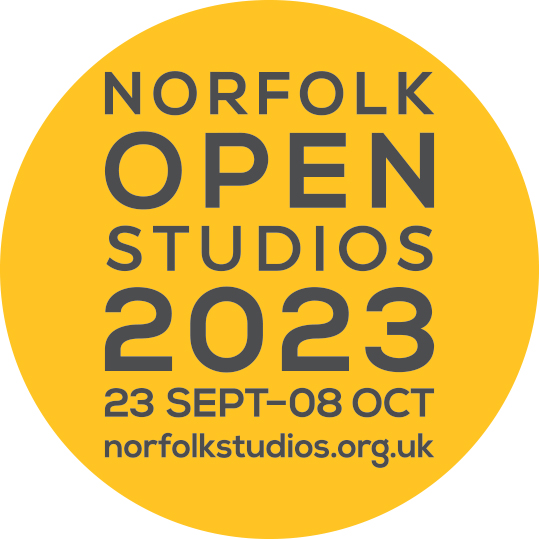 NORFOLK
OPEN
STUDIOS
2023
23 SEPT–08 OCT
norfolkstudios.org.uk